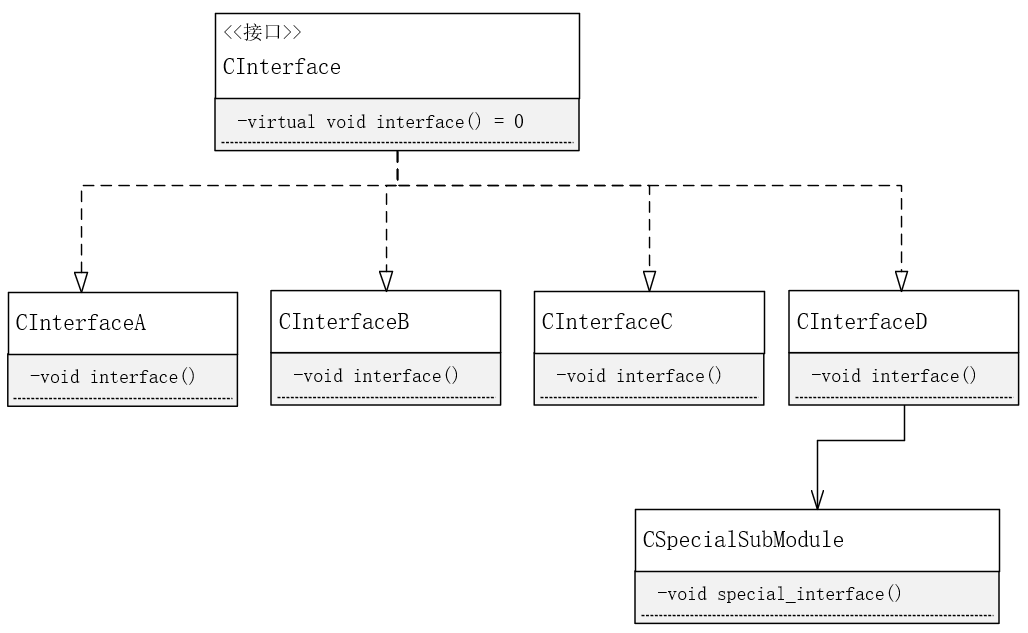 <<接口>>
CInterface
-virtual void interface() = 0
CInterfaceA
-void interface()
CInterfaceB
-void interface()
CInterfaceC
-void interface()
CInterfaceD
-void interface()
CSpecialSubModule
-void special_interface()